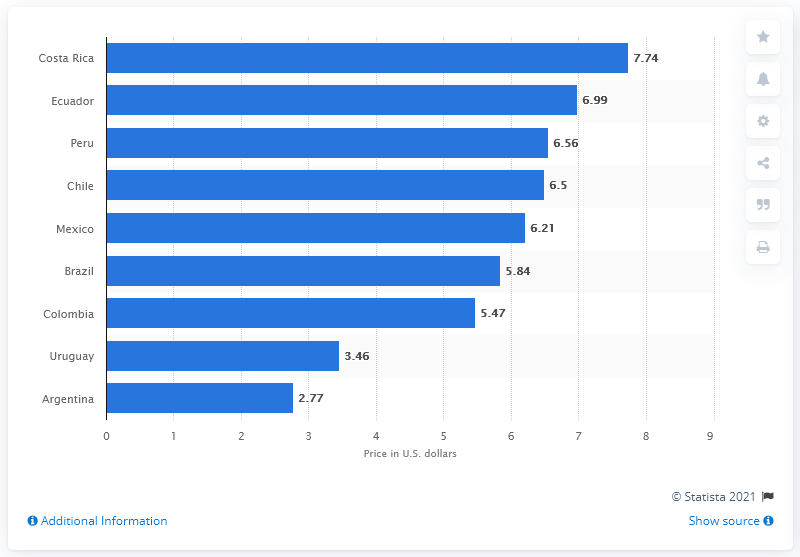 Costa Rica 7.74
Ecuador 6.99
Peru 6.56
Chile 6.5
Mexico 6.21
Brazil 5.84
Colombia 5.47
Uruguay 3.46
Argentina 2.77
0 1 2 3 4 5 6 7 8 9
Price in U.S. dollars
© Statista 2021
Additional Information
Show source